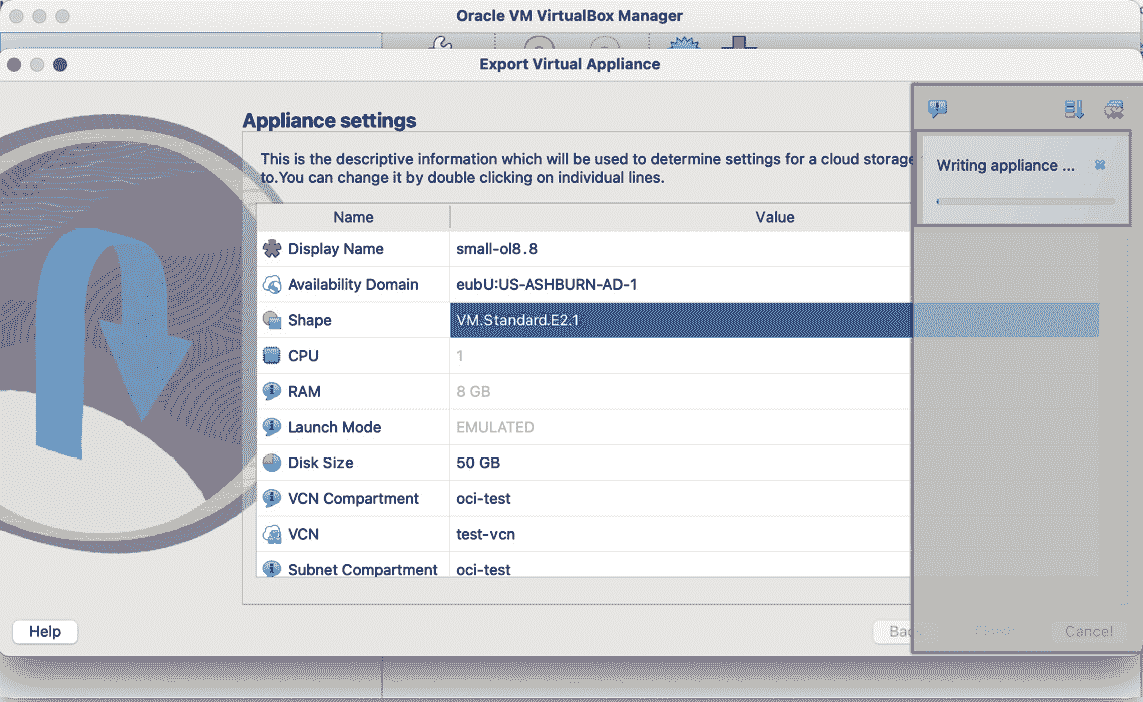 Oracle VM VirtualBox Manager
Export Virtual Appliance
Appliance settings
This is the descriptive information which will be used to determine settings for a cloud storage
to.You can change it by double clicking on individual lines.
Writing appliance ...
Name Value
Display Name small-ol8.8
Availability Domain eubU:US-ASHBURN-AD-1
Shape VM.Standard.E2.1
CPU 1
RAM 8 GB
Launch Mode EMULATED
Disk Size 50 GB
VCN Compartment oci-test
VCN test-vcn
Subnet Compartment oci-test
Help Cancel